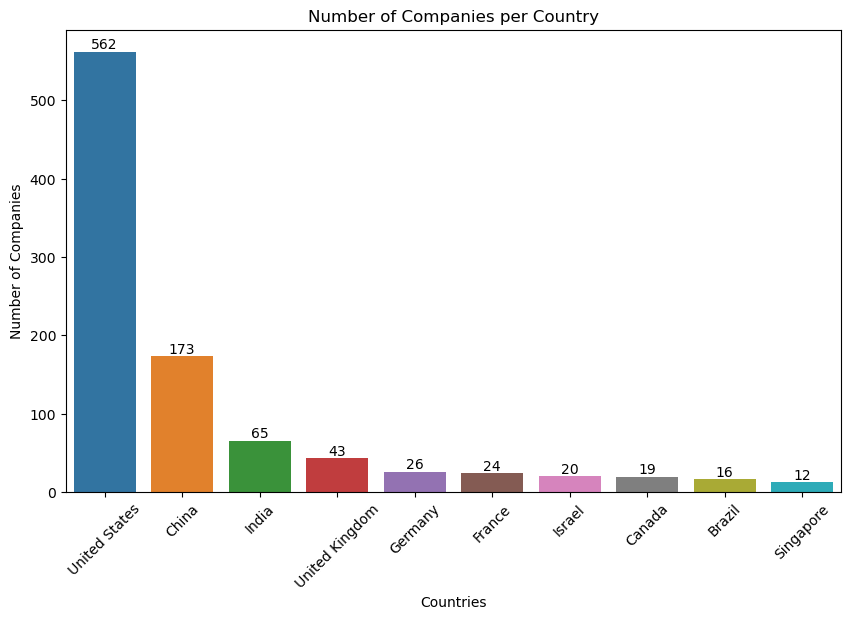 Number of Companies per Country
Number of Companies
500
400
300
200
100
0
562
173
65
43
26
24
20
19
16
12
United States
China
India
United Kingdom
Germany
France
Israel
Canada
Brazil
Singapore
Countries